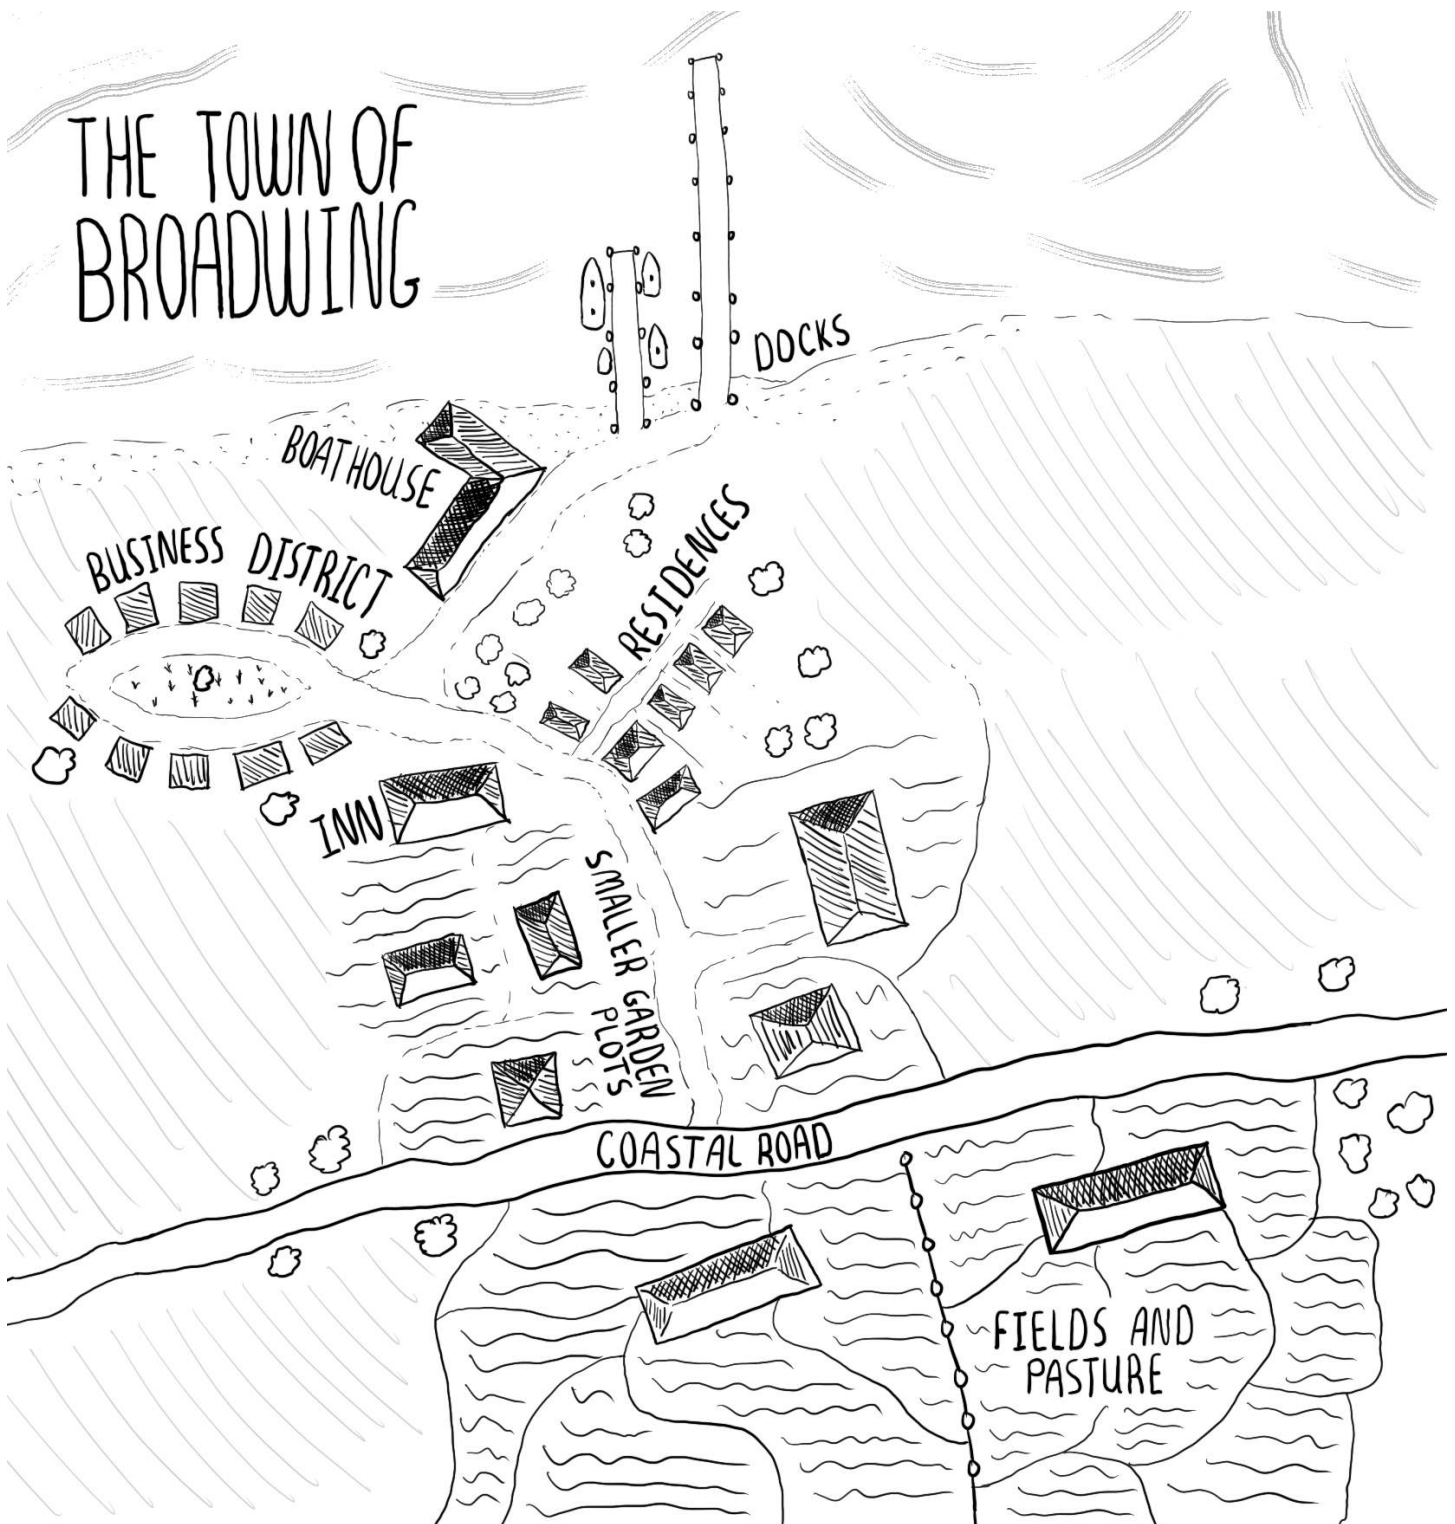 THE TOWN OF
BROADWING
DOCKS
BOATHOUSE
BUSINESS DISTRICT
RESIDENCES
INN
SMALLER GARDEN
PLOTS
COASTAL ROAD
FIELDS AND
PASTURE